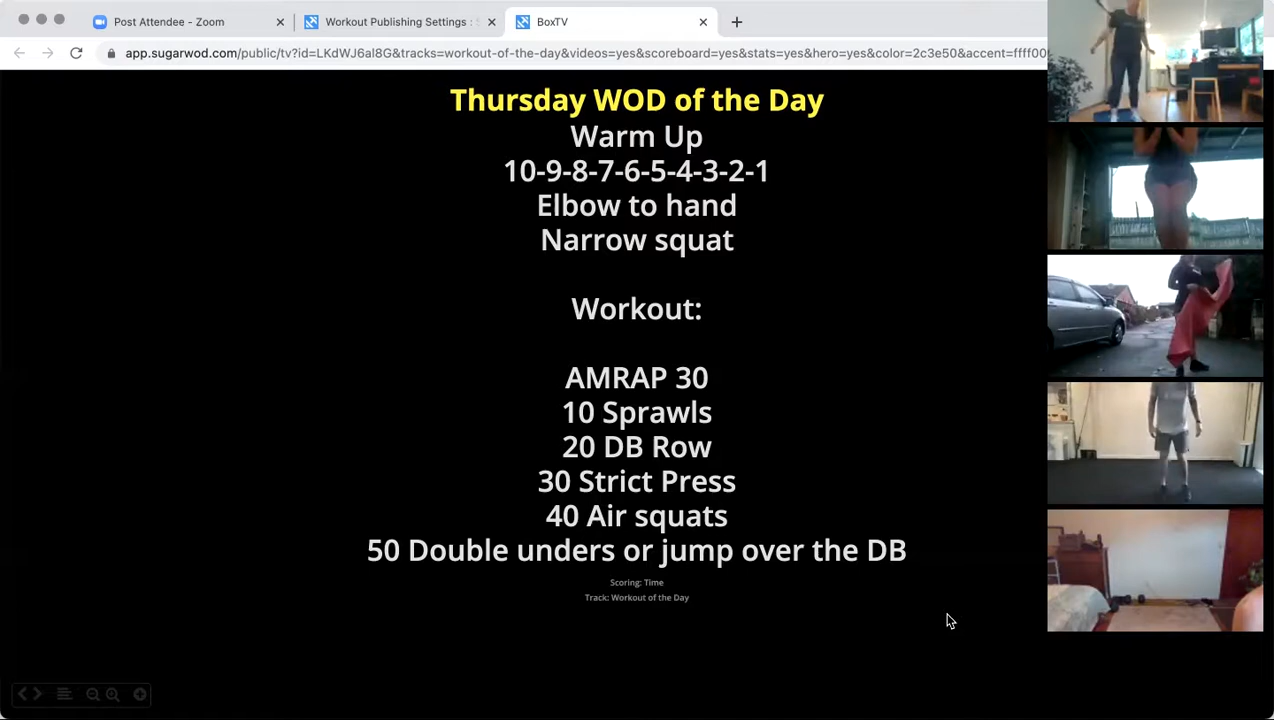 Post Attendee - Zoom
Workout Publishing Settings :
BoxTV
app.sugarwod.com/public/tv?id=LKdWJ6al8G&tracks=workout-of-the-day&videos=yes&scoreboard=yes&stats=yes&hero=yes&color=2c3e50&accent=ffff00
Thursday WOD of the Day
Warm Up
10-9-8-7-6-5-4-3-2-1
Elbow to hand
Narrow squat
Workout:
AMRAP 30
10 Sprawls
20 DB Row
30 Strict Press
40 Air squats
50 Double unders or jump over the DB
Scoring: Time
Track: Workout of the Day